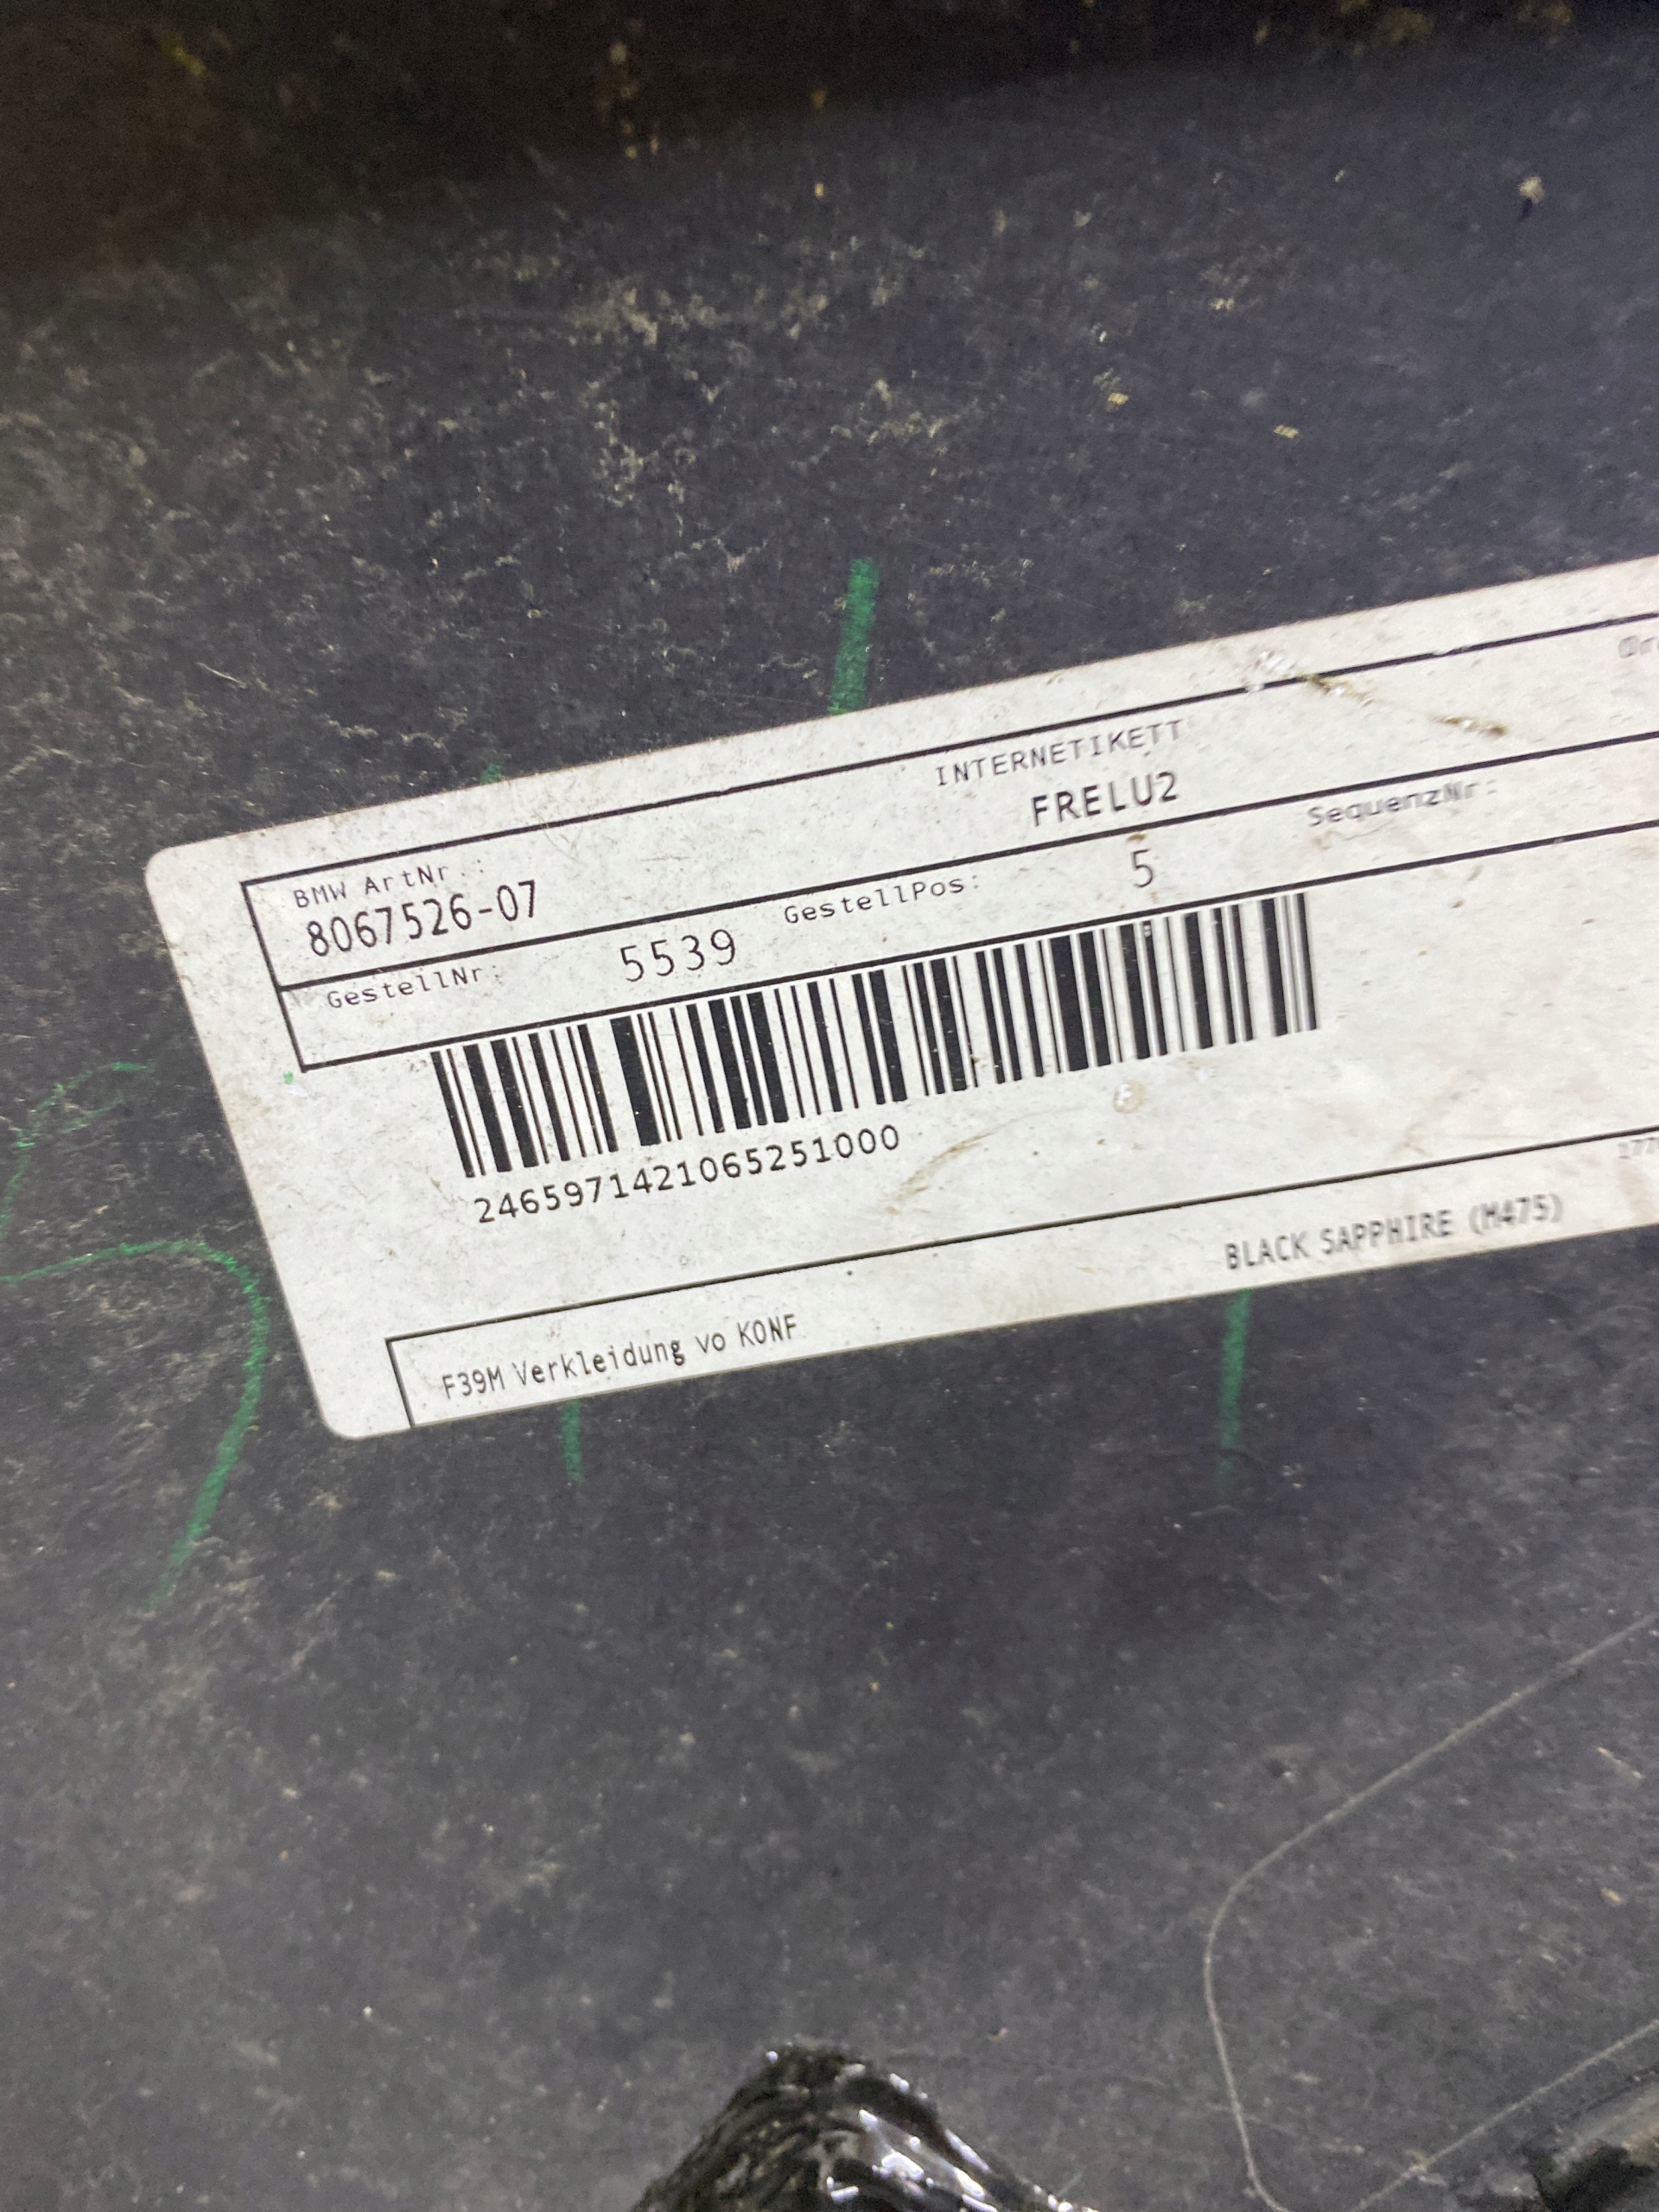 INTERNETIKETT
BMW ArtNr.:
8067526-07
FRELU2
GestellNr:
5539
GestellPos:
5
SequenzNr:
2465971421065251000
F39M Verkleidung vo KONF
BLACK SAPPHIRE (M475)